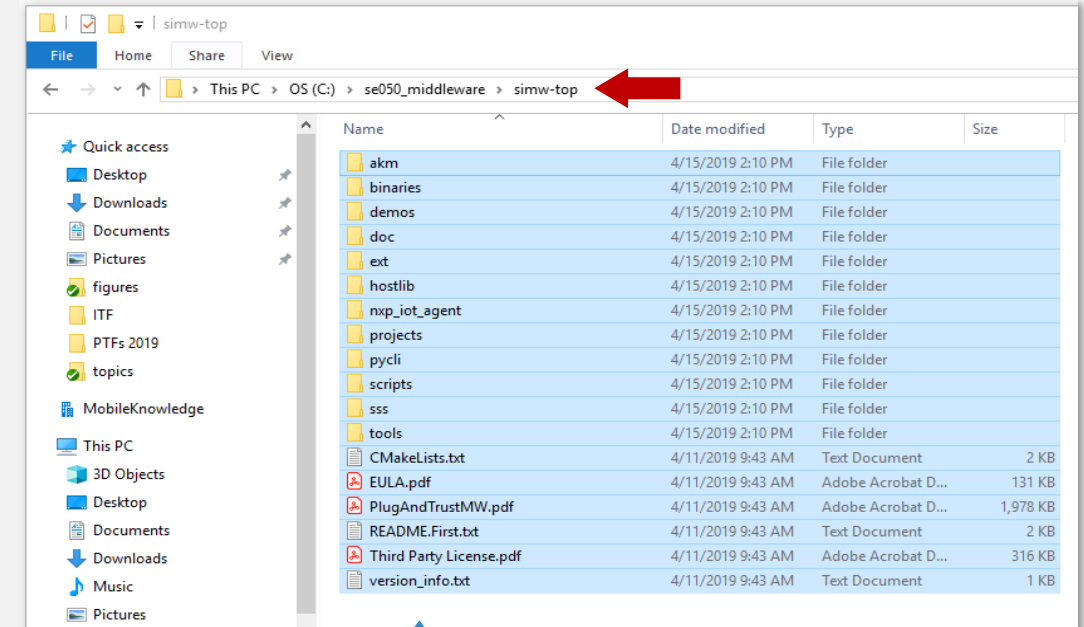 simw-top
File Home Share View
This PC OS (C:) se050_middleware simw-top
Name Date modified Type Size
Quick access
Desktop
Downloads
Documents
Pictures
figures
ITF
PTFs 2019
topics
MobileKnowledge
This PC
3D Objects
Desktop
Documents
Downloads
Music
Pictures
akm 4/15/2019 2:10 PM File folder
binaries 4/15/2019 2:10 PM File folder
demos 4/15/2019 2:10 PM File folder
doc 4/15/2019 2:10 PM File folder
ext 4/15/2019 2:10 PM File folder
hostlib 4/15/2019 2:10 PM File folder
nxp_iot_agent 4/15/2019 2:10 PM File folder
projects 4/15/2019 2:10 PM File folder
pycli 4/15/2019 2:10 PM File folder
scripts 4/15/2019 2:10 PM File folder
sss 4/15/2019 2:10 PM File folder
tools 4/15/2019 2:10 PM File folder
CMakeLists.txt 4/11/2019 9:43 AM Text Document 2 KB
EULA.pdf 4/11/2019 9:43 AM Adobe Acrobat D... 131 KB
PlugAndTrustMW.pdf 4/11/2019 9:43 AM Adobe Acrobat D... 1,978 KB
README.First.txt 4/11/2019 9:43 AM Text Document 2 KB
Third Party License.pdf 4/11/2019 9:43 AM Adobe Acrobat D... 316 KB
version_info.txt 4/11/2019 9:43 AM Text Document 1 KB